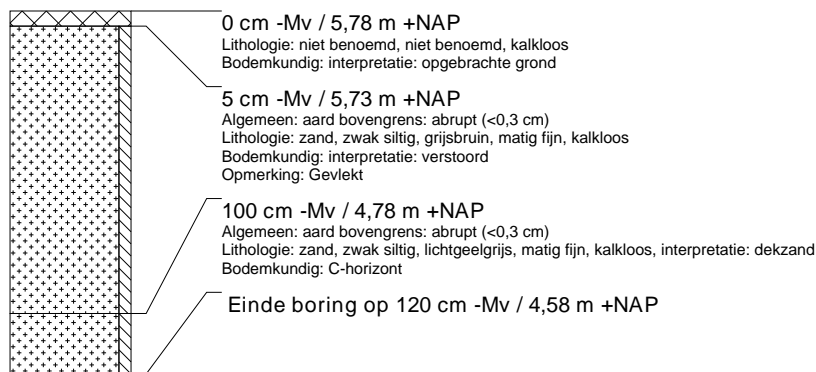 0 cm -Mv / 5,78 m +NAP
Lithologie: niet benoemd, niet benoemd, kalkloos
Bodemkundig: interpretatie: opgebrachte grond
5 cm -Mv / 5,73 m +NAP
Algemeen: aard bovengrens: abrupt (<0,3 cm)
Lithologie: zand, zwak siltig, grijsbruin, matig fijn, kalkloos
Bodemkundig: interpretatie: verstoord
Opmerking: Gevlekt
100 cm -Mv / 4,78 m +NAP
Algemeen: aard bovengrens: abrupt (<0,3 cm)
Lithologie: zand, zwak siltig, lichtgeelgrijs, matig fijn, kalkloos, interpretatie: dekzand
Bodemkundig: C-horizont
Einde boring op 120 cm -Mv / 4,58 m +NAP